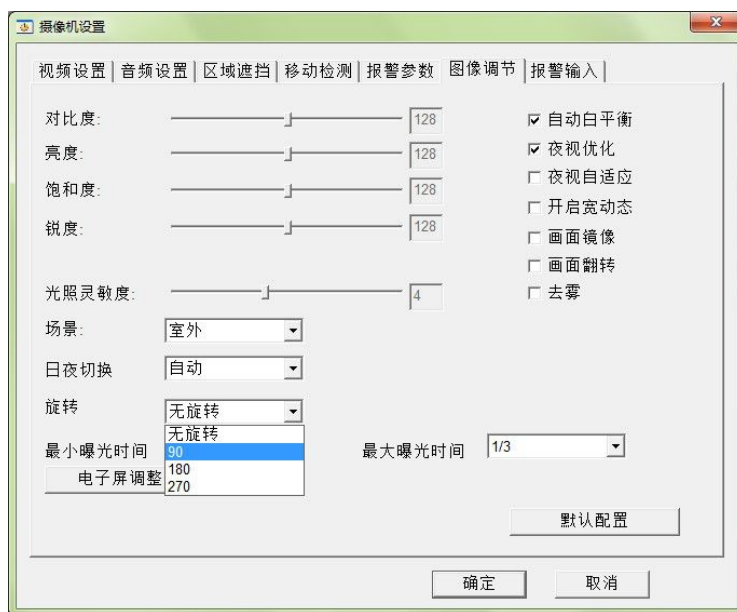 摄像机设置
视频设置 音频设置 区域遮挡 移动检测 报警参数 图像调节 报警输入
对比度: 128 自动白平衡
亮度: 128 夜视优化
夜视自适应
饱和度: 128
开启宽动态
锐度: 128
画面镜像
画面翻转
光照灵敏度: 4 去雾
场景: 室外
日夜切换 自动
旋转 无旋转
无旋转
最小曝光时间 90 最大曝光时间 1/3
电子屏调整 180
270
默认配置
确定 取消